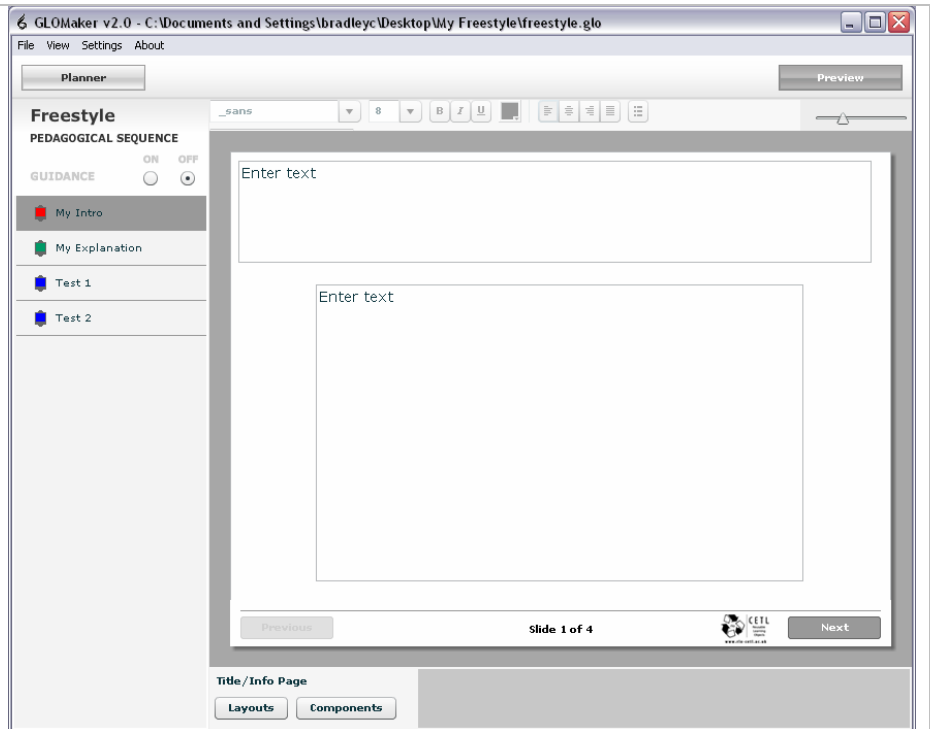 GLOMaker v2.0 - C:\Documents and Settings\bradleyc\Desktop\My Freestyle\freestyle.glo
File View Settings About
Planner
Preview
Freestyle
PEDAGOGICAL SEQUENCE
ON OFF
GUIDANCE
My Intro
My Explanation
Test 1
Test 2
_sans
8
B I U
Enter text
Enter text
Previous
Slide 1 of 4
CETL
Next
Title/Info Page
Layouts
Components